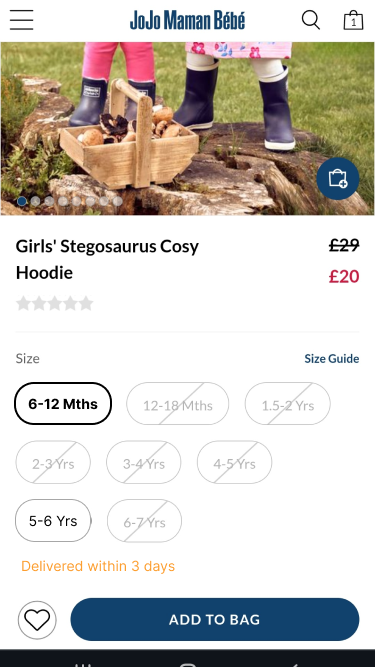 JoJo Maman Bébé
1
Girls' Stegosaurus Cosy
Hoodie
£29
£20
Size
Size Guide
6-12 Mths
12-18 Mths
1.5-2 Yrs
2-3 Yrs
3-4 Yrs
4-5 Yrs
5-6 Yrs
6-7 Yrs
Delivered within 3 days
ADD TO BAG